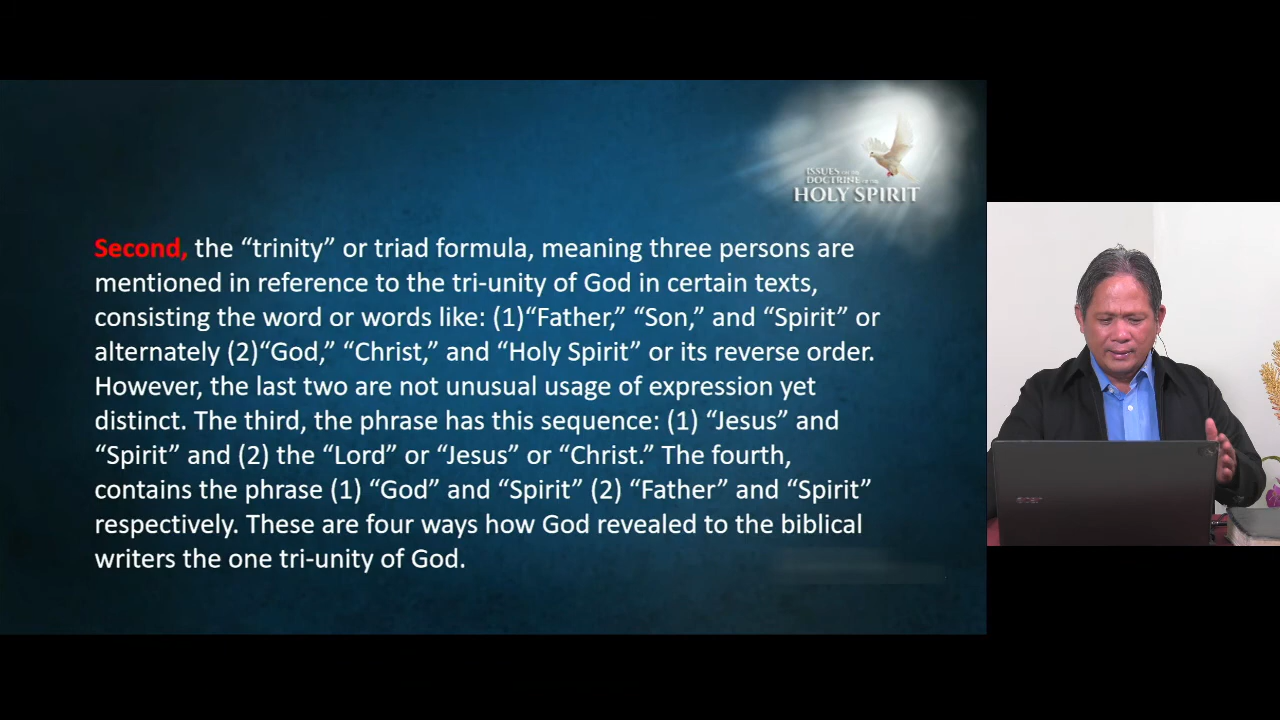 ISSUES ON THE
DOCTRINE OF THE
HOLY SPIRIT
Second, the “trinity” or triad formula, meaning three persons are
mentioned in reference to the tri-unity of God in certain texts,
consisting the word or words like: (1)“Father,” “Son,” and “Spirit” or
alternately (2)“God,” “Christ,” and “Holy Spirit” or its reverse order.
However, the last two are not unusual usage of expression yet
distinct. The third, the phrase has this sequence: (1) “Jesus” and
“Spirit” and (2) the “Lord” or “Jesus” or “Christ.” The fourth,
contains the phrase (1) “God” and “Spirit” (2) “Father” and “Spirit”
respectively. These are four ways how God revealed to the biblical
writers the one tri-unity of God.
acer